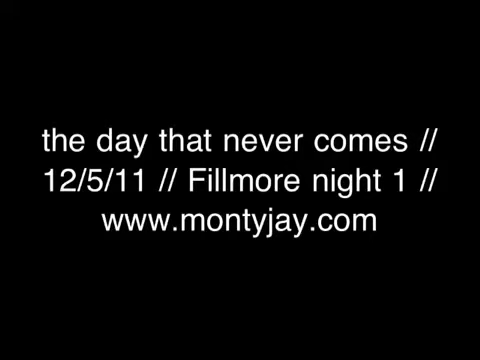 the day that never comes //
12/5/11 // Fillmore night 1 //
www.montyjay.com